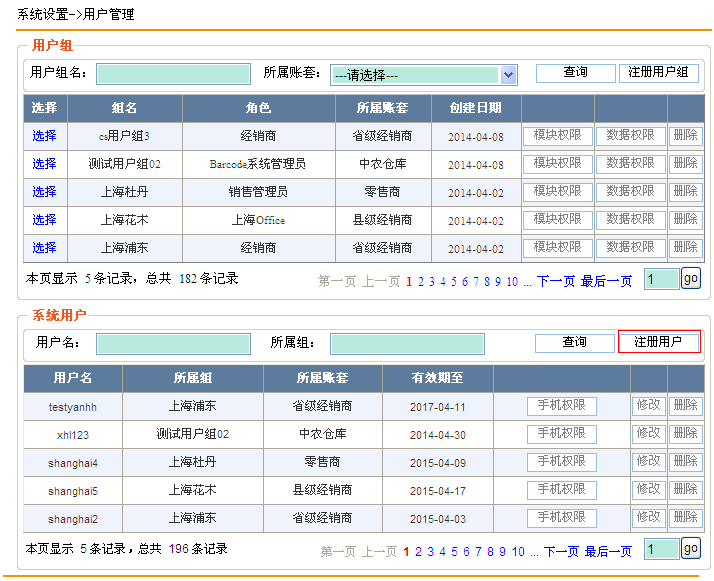 系统设置->用户管理
用户组
用户组名： 所属账套： ---请选择--- 查询 注册用户组
选择 组名 角色 所属账套 创建日期
选择 cs用户组3 经销商 省级经销商 2014-04-08 模块权限 数据权限 删除
选择 测试用户组02 Barcode系统管理员 中农仓库 2014-04-08 模块权限 数据权限 删除
选择 上海杜丹 销售管理员 零售商 2014-04-02 模块权限 数据权限 删除
选择 上海花木 上海Office 县级经销商 2014-04-02 模块权限 数据权限 删除
选择 上海浦东 经销商 省级经销商 2014-04-02 模块权限 数据权限 删除
本页显示 5条记录，总共 182条记录 第一页 上一页 1 2 3 4 5 6 7 8 9 10 ... 下一页 最后一页 1 go
系统用户
用户名： 所属组： 查询 注册用户
用户名 所属组 所属账套 有效期至
testyanhh 上海浦东 省级经销商 2017-04-11 手机权限 修改 删除
xhl123 测试用户组02 中农仓库 2014-04-30 手机权限 修改 删除
shanghai4 上海杜丹 零售商 2015-04-09 手机权限 修改 删除
shanghai5 上海花木 县级经销商 2015-04-17 手机权限 修改 删除
shanghai2 上海浦东 省级经销商 2015-04-03 手机权限 修改 删除
本页显示 5条记录，总共 196条记录 第一页 上一页 1 2 3 4 5 6 7 8 9 10 ... 下一页 最后一页 1 go